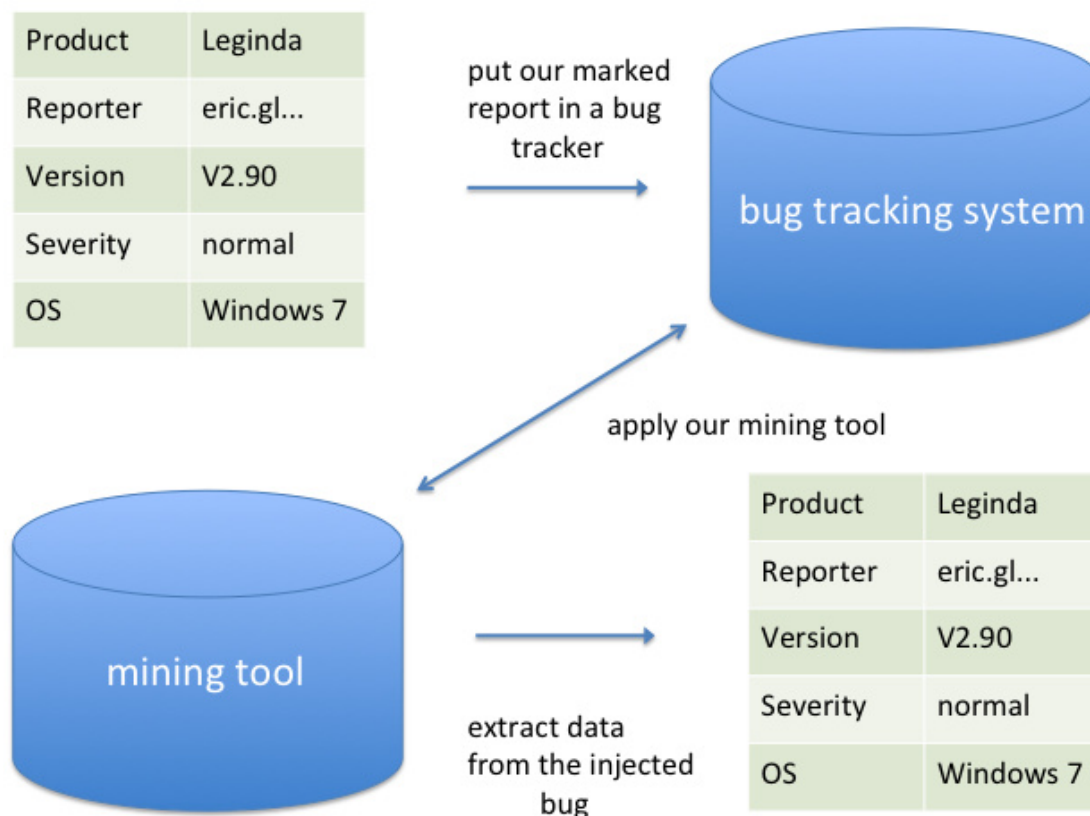 Product Leginda
Reporter eric.gl...
Version V2.90
Severity normal
OS Windows 7
put our marked
report in a bug
tracker
bug tracking system
apply our mining tool
mining tool
extract data
from the injected
bug
Product Leginda
Reporter eric.gl...
Version V2.90
Severity normal
OS Windows 7